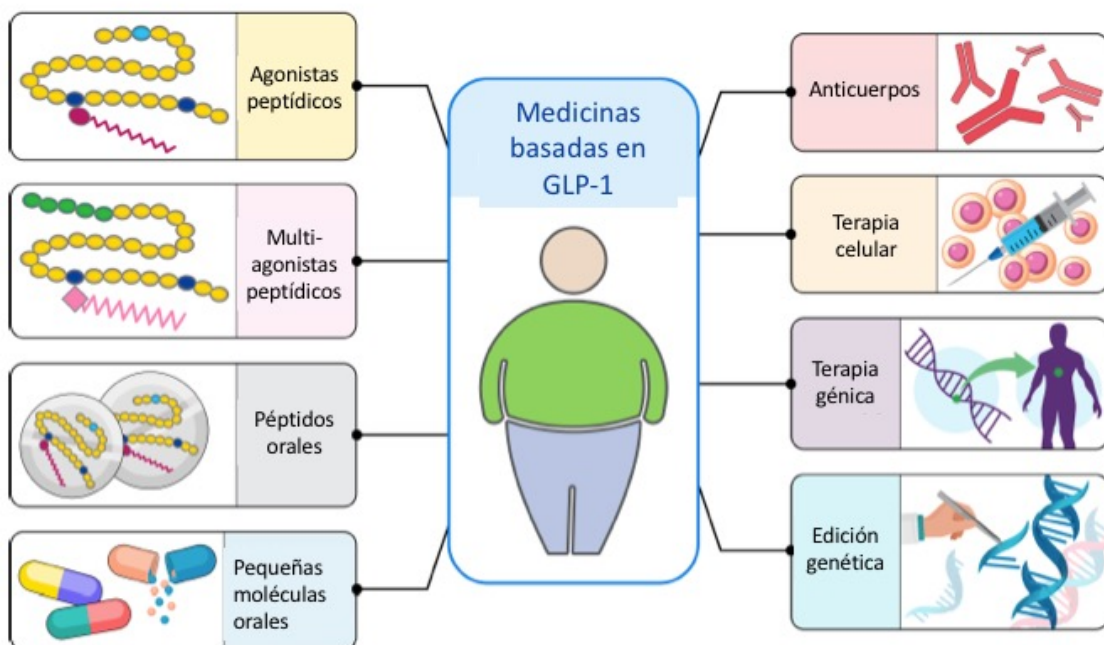 Medicinas
basadas en
GLP-1
Agonistas
peptídicos
Multi-
agonistas
peptídicos
Péptidos
orales
Pequeñas
moléculas
orales
Anticuerpos
Terapia
celular
Terapia
génica
Edición
genética